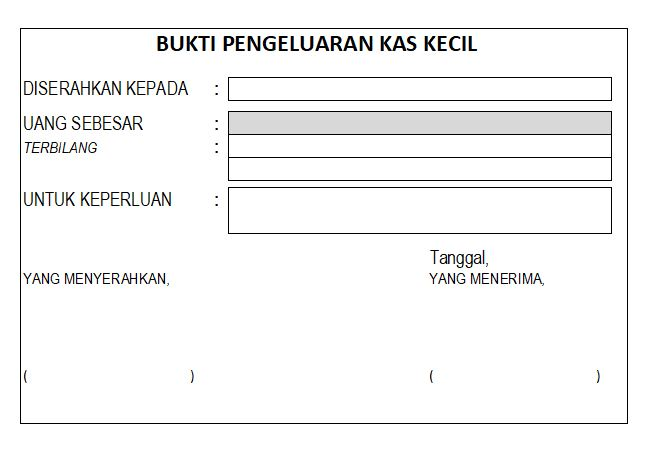 BUKTI PENGELUARAN KAS KECIL
DISERAHKAN KEPADA :
UANG SEBESAR :
TERBILANG :
UNTUK KEPERLUAN :
Tanggal,
YANG MENYERAHKAN, YANG MENERIMA,
( ) ( )